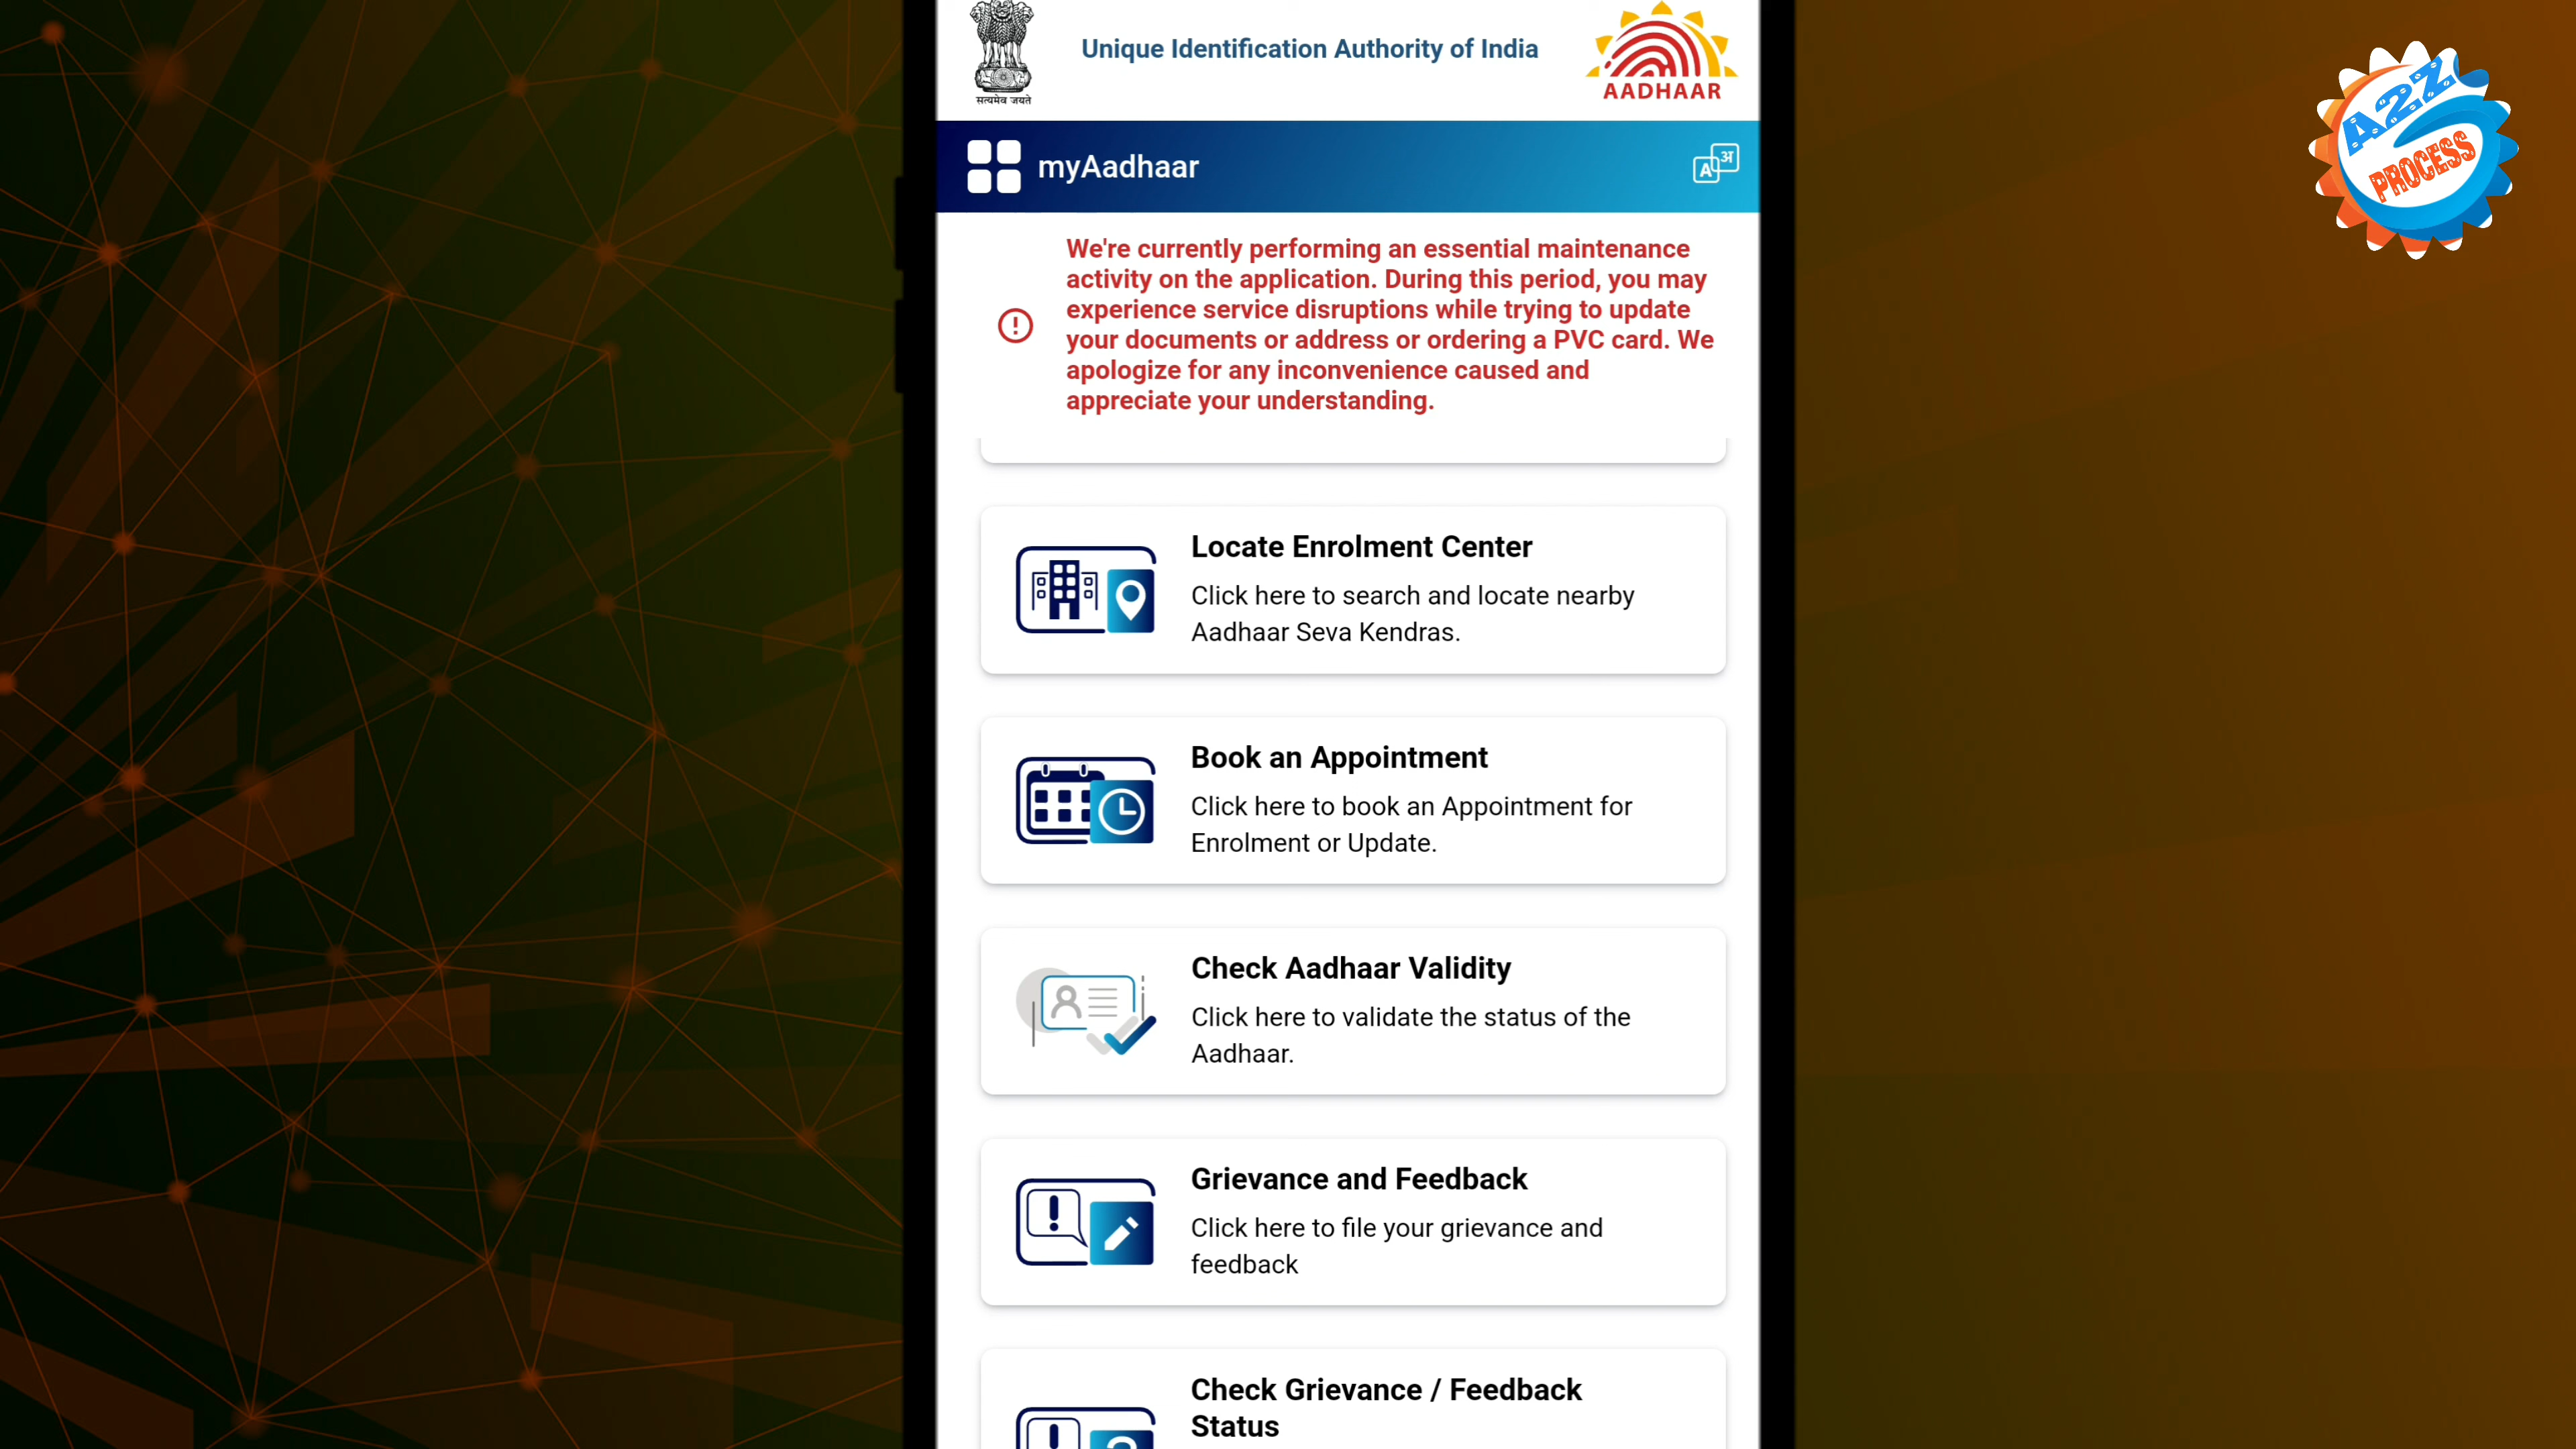 Unique Identification Authority of India
सत्यमेव जयते
AADHAAR
A2Z
PROCESS
myAadhaar
A अ
We're currently performing an essential maintenance
activity on the application. During this period, you may
experience service disruptions while trying to update
your documents or address or ordering a PVC card. We
apologize for any inconvenience caused and
appreciate your understanding.
Locate Enrolment Center
Click here to search and locate nearby
Aadhaar Seva Kendras.
Book an Appointment
Click here to book an Appointment for
Enrolment or Update.
Check Aadhaar Validity
Click here to validate the status of the
Aadhaar.
Grievance and Feedback
Click here to file your grievance and
feedback
Check Grievance / Feedback
Status